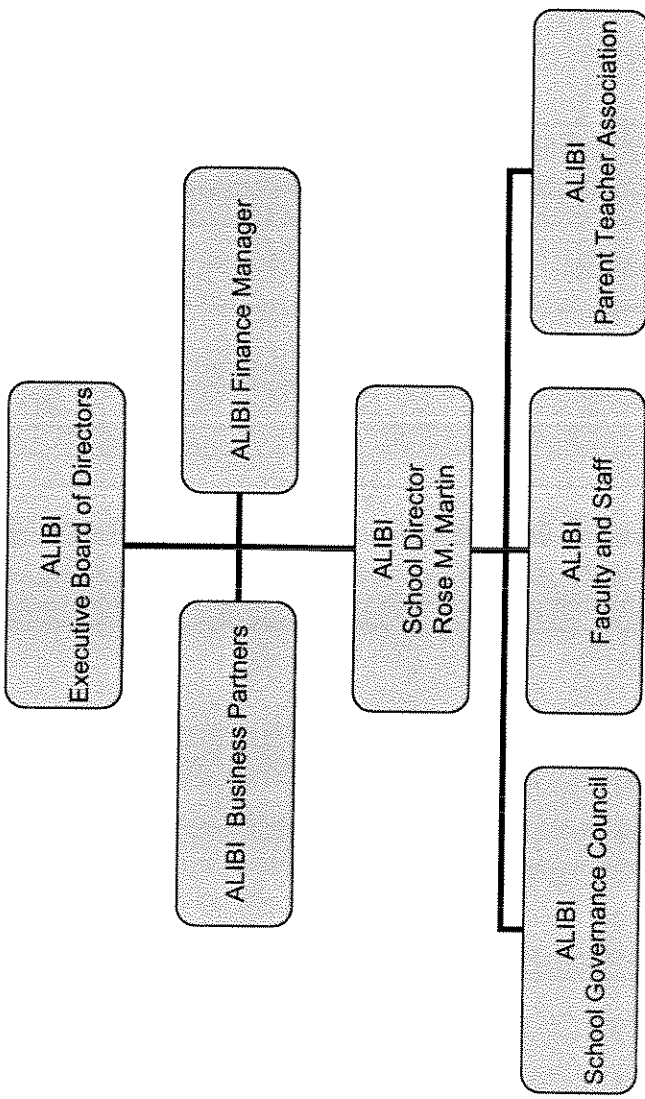 ALIBI
Executive Board of Directors
ALIBI  Business Partners
ALIBI Finance Manager
ALIBI
School Director
Rose M. Martin
ALIBI
School Governance Council
ALIBI
Faculty and Staff
ALIBI
Parent Teacher Association